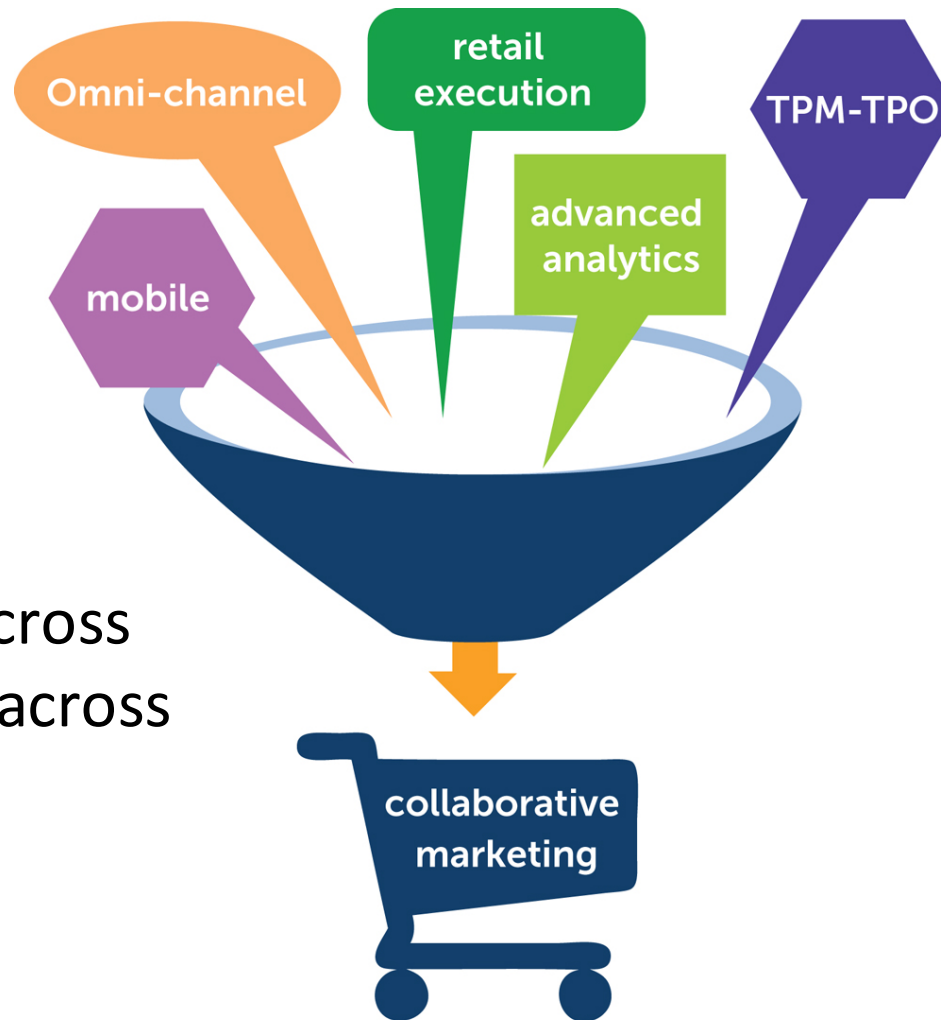 Omni-channel
retail
execution
TPM-TPO
mobile
advanced
analytics
cross
across
collaborative
marketing